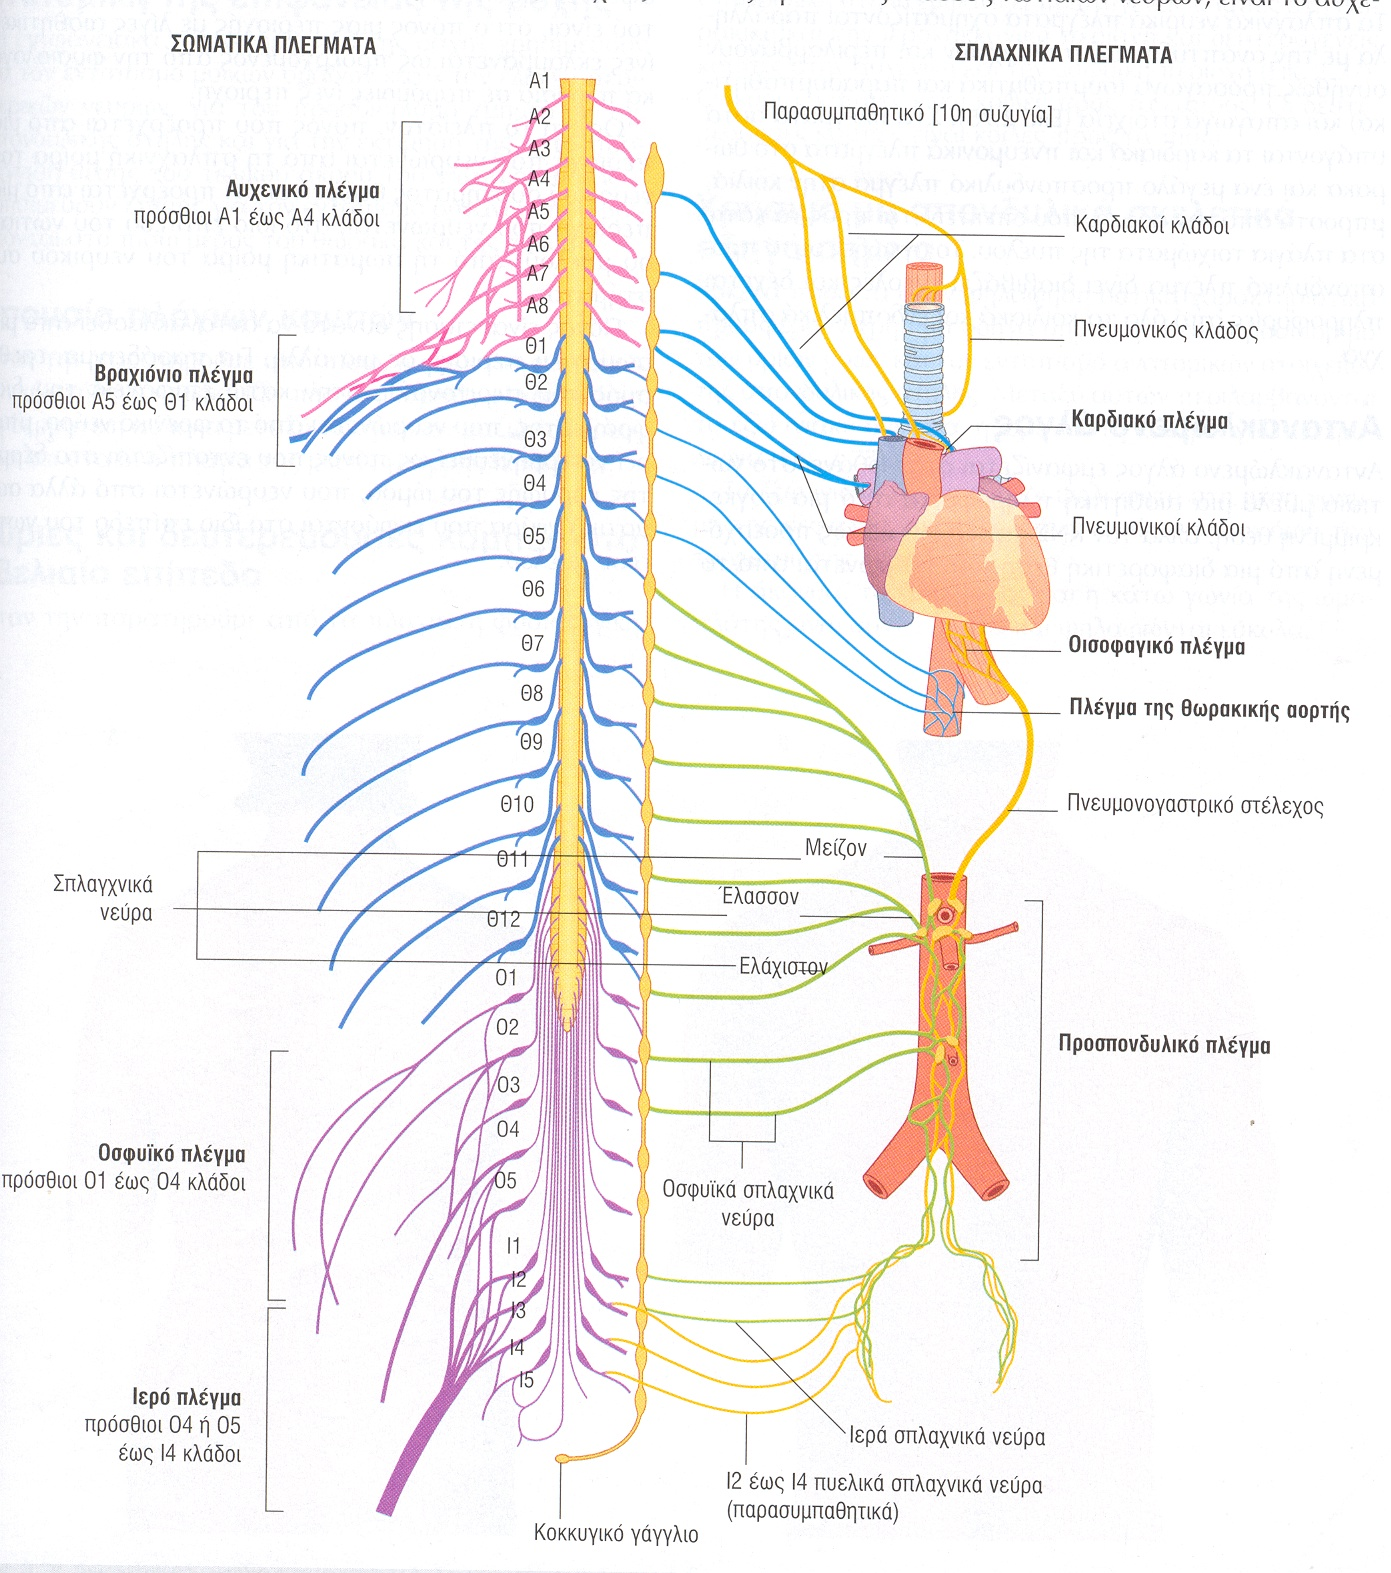 ΣΩΜΑΤΙΚΑ ΠΛΕΓΜΑΤΑ
Αυχενικό πλέγμα
πρόσθιοι Α1 έως Α4 κλάδοι
Βραχιόνιο πλέγμα
πρόσθιοι Α5 έως Θ1 κλάδοι
Σπλαγχνικά
νεύρα
Οσφυϊκό πλέγμα
πρόσθιοι Ο1 έως Ο4 κλάδοι
Ιερό πλέγμα
πρόσθιοι Ο4 ή Ο5
έως Ι4 κλάδοι
Α1
Α2
Α3
Α4
Α5
Α6
Α7
Α8
Θ1
Θ2
Θ3
Θ4
Θ5
Θ6
Θ7
Θ8
Θ9
Θ10
Θ11
Θ12
Ο1
Ο2
Ο3
Ο4
Ο5
Ι1
Ι2
Ι3
Ι4
Ι5
Κοκκυγικό γάγγλιο
ΣΠΛΑΧΝΙΚΑ ΠΛΕΓΜΑΤΑ
Παρασυμπαθητικό [10η συζυγία]
Καρδιακοί κλάδοι
Πνευμονικός κλάδος
Καρδιακό πλέγμα
Πνευμονικοί κλάδοι
Οισοφαγικό πλέγμα
Πλέγμα της θωρακικής αορτής
Πνευμονογαστρικό στέλεχος
Μείζον
Έλασσον
Ελάχιστον
Προσπονδυλικό πλέγμα
Οσφυϊκά σπλαχνικά
νεύρα
Ιερά σπλαχνικά νεύρα
Ι2 έως Ι4 πυελικά σπλαχνικά νεύρα
(παρασυμπαθητικά)